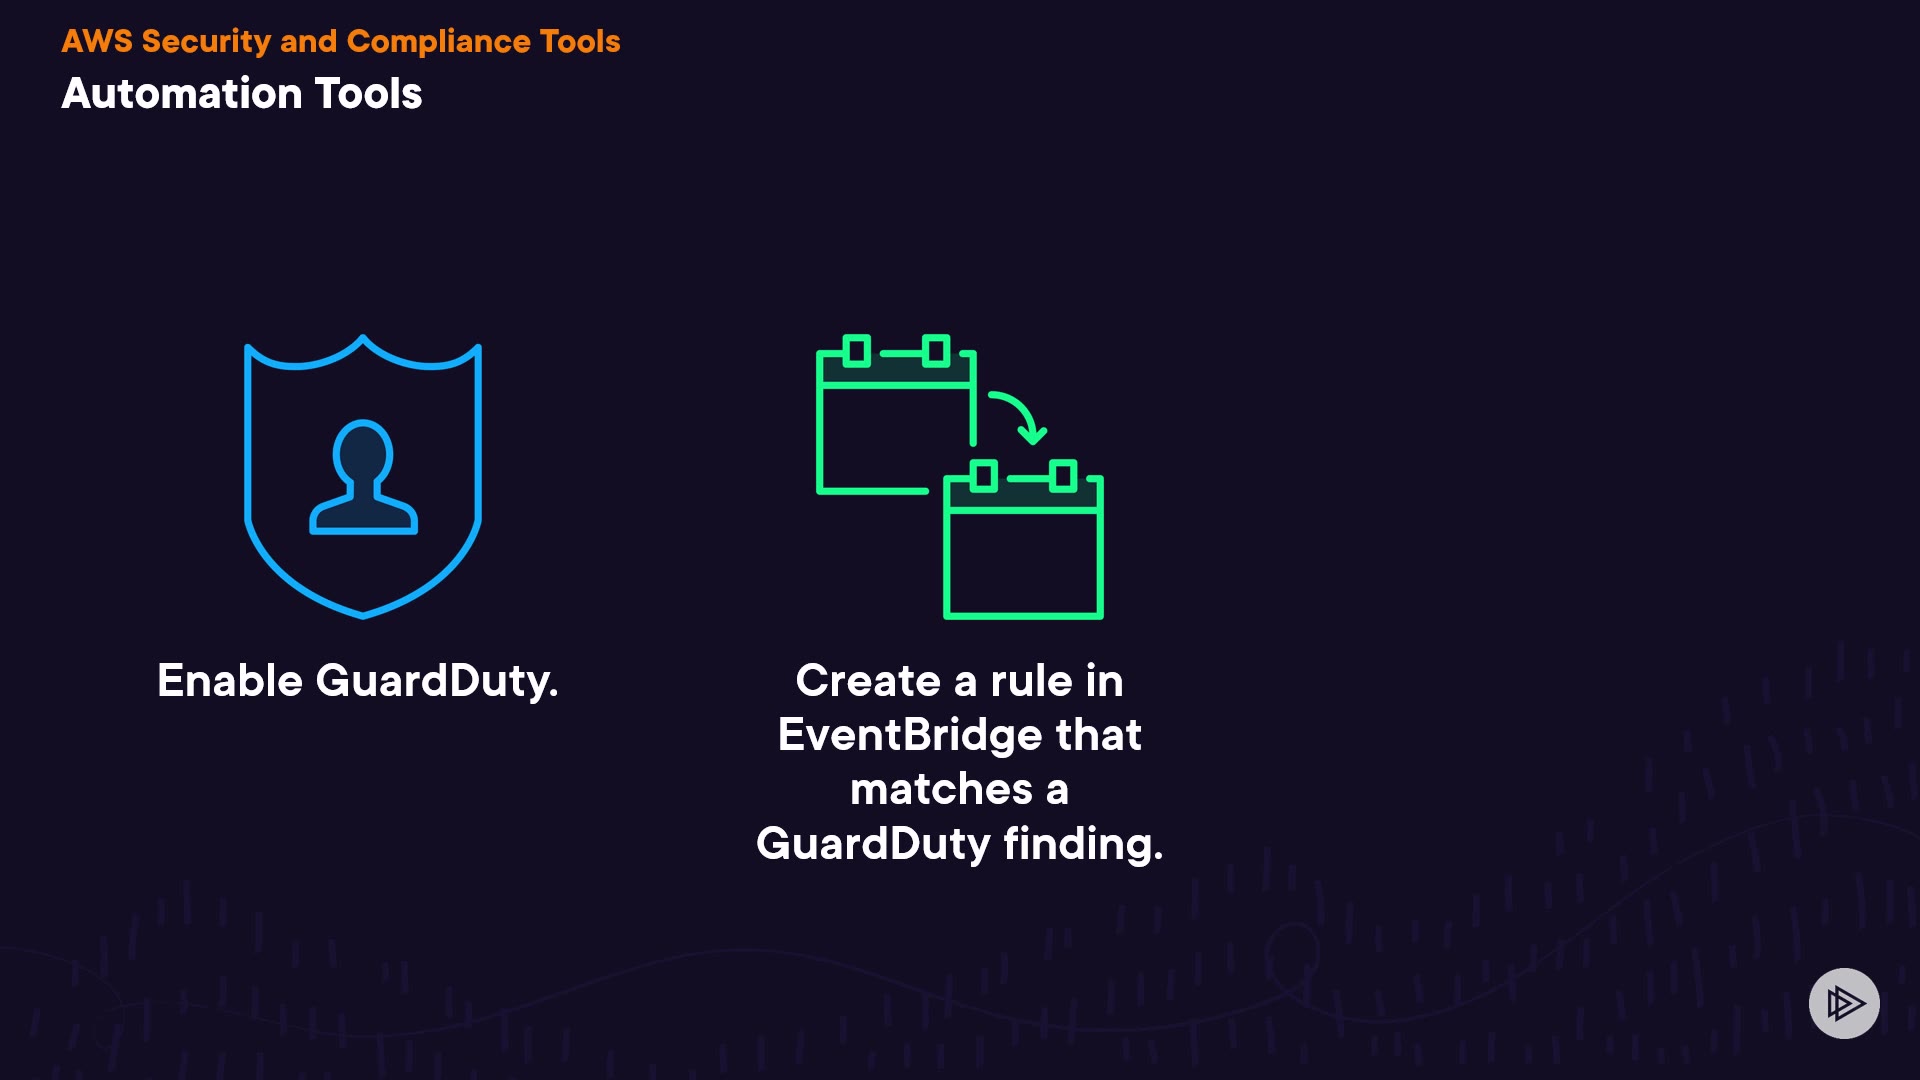 AWS Security and Compliance Tools
Automation Tools
Enable GuardDuty.
Create a rule in
EventBridge that
matches a
GuardDuty finding.